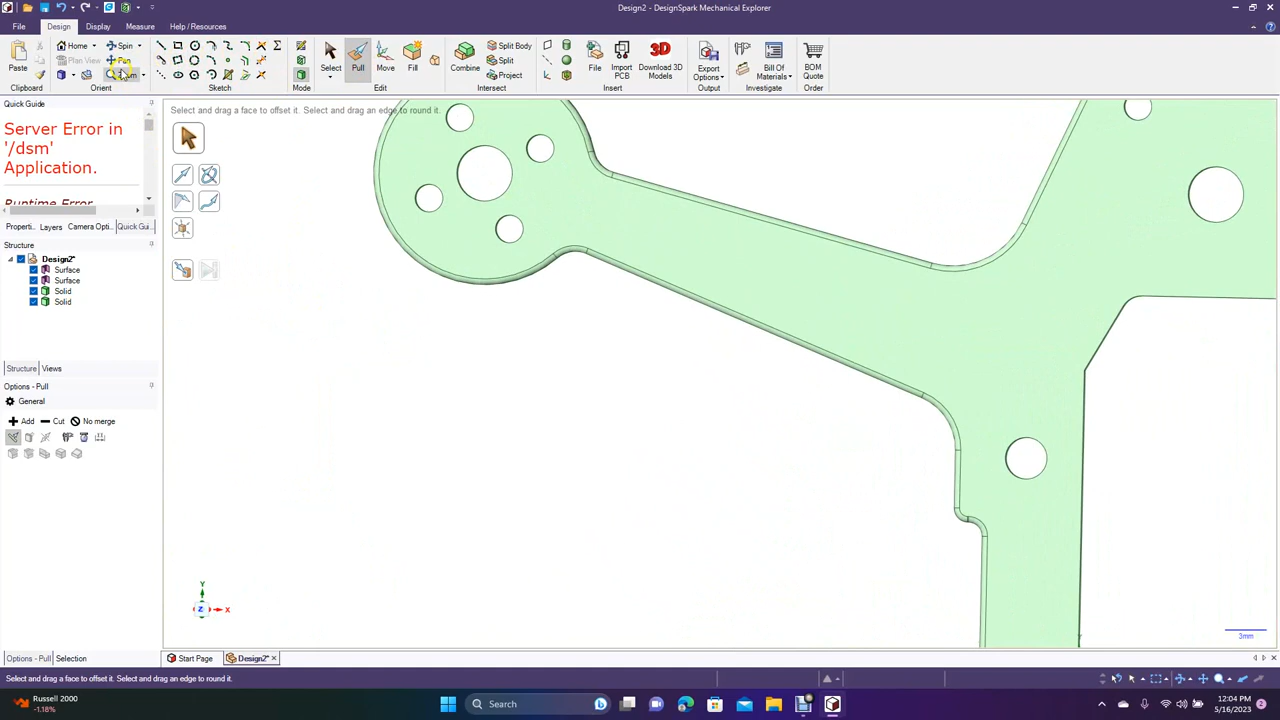 Design2 - DesignSpark Mechanical Explorer
File Design Display Measure Help / Resources
Paste
Clipboard
Home Spin
Plan View Pan
Orient
Sketch
Mode
Select Pull Move Fill
Edit
Combine Split Body
Split
Project
Intersect
File Import PCB Download 3D Models
Insert
Export Options
Output
Bill Of Materials
Investigate
BOM Quote
Order
Quick Guide
Server Error in
'/dsm'
Application.
Runtime Error
Properti.. Layers Camera Opti.. Quick Gui..
Structure
Design2*
Surface
Surface
Solid
Solid
Structure Views
Options - Pull
General
Add Cut No merge
Options - Pull Selection
Select and drag a face to offset it. Select and drag an edge to round it.
Y
Z X
3mm
Start Page Design2*
Select and drag a face to offset it. Select and drag an edge to round it.
Russell 2000
-1.18%
Search
12:04 PM
5/16/2023